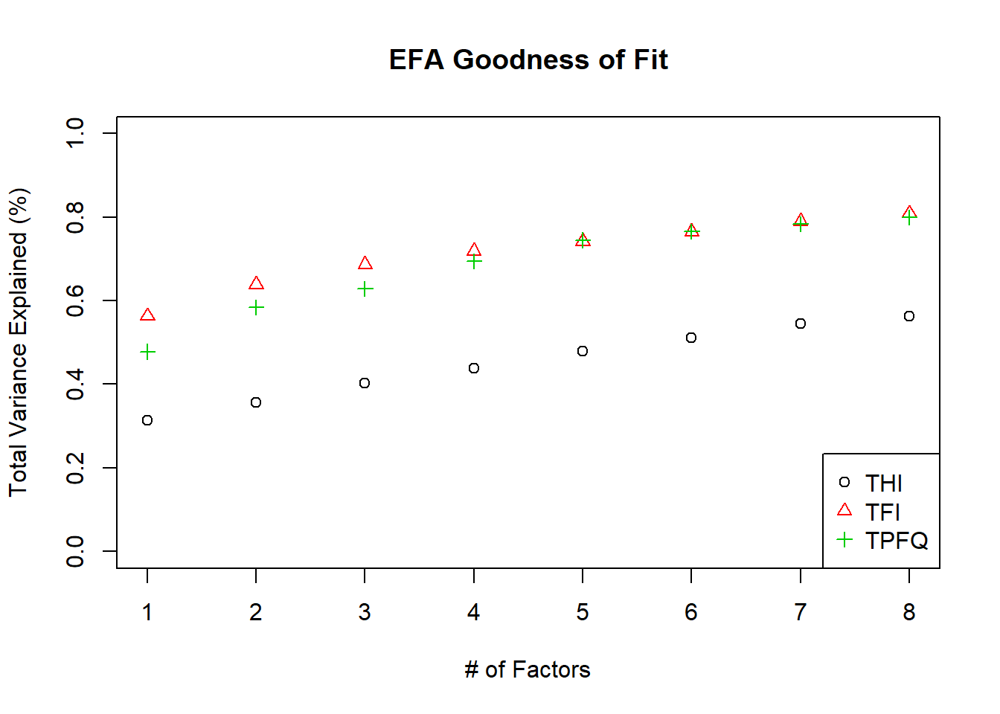 EFA Goodness of Fit
Total Variance Explained (%)
1.0
0.8
0.6
0.4
0.2
0.0
THI
TFI
TPFQ
1 2 3 4 5 6 7 8
# of Factors